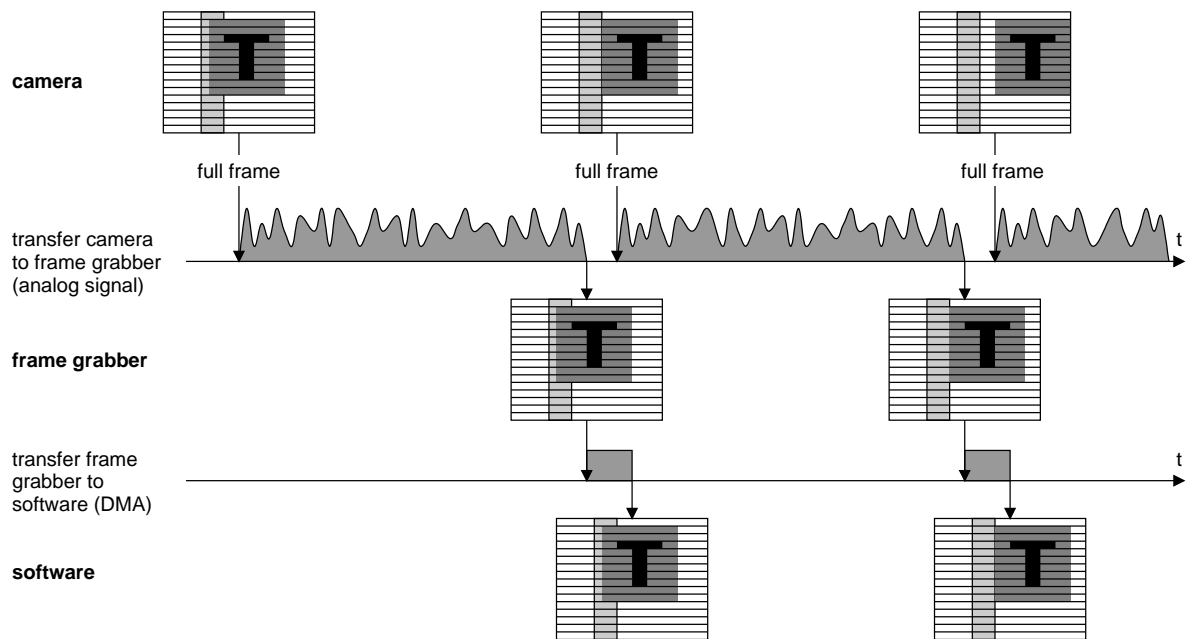 T T T
camera
full frame full frame full frame
transfer camera
to frame grabber
(analog signal)
t
T T
frame grabber
transfer frame
grabber to
software (DMA)
t
T T
software